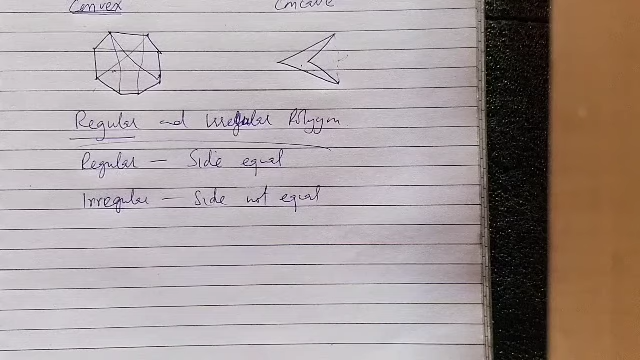 Convex Concave
Regular and Irregular Polygon
Regular — Side equal
Irregular — Side not equal